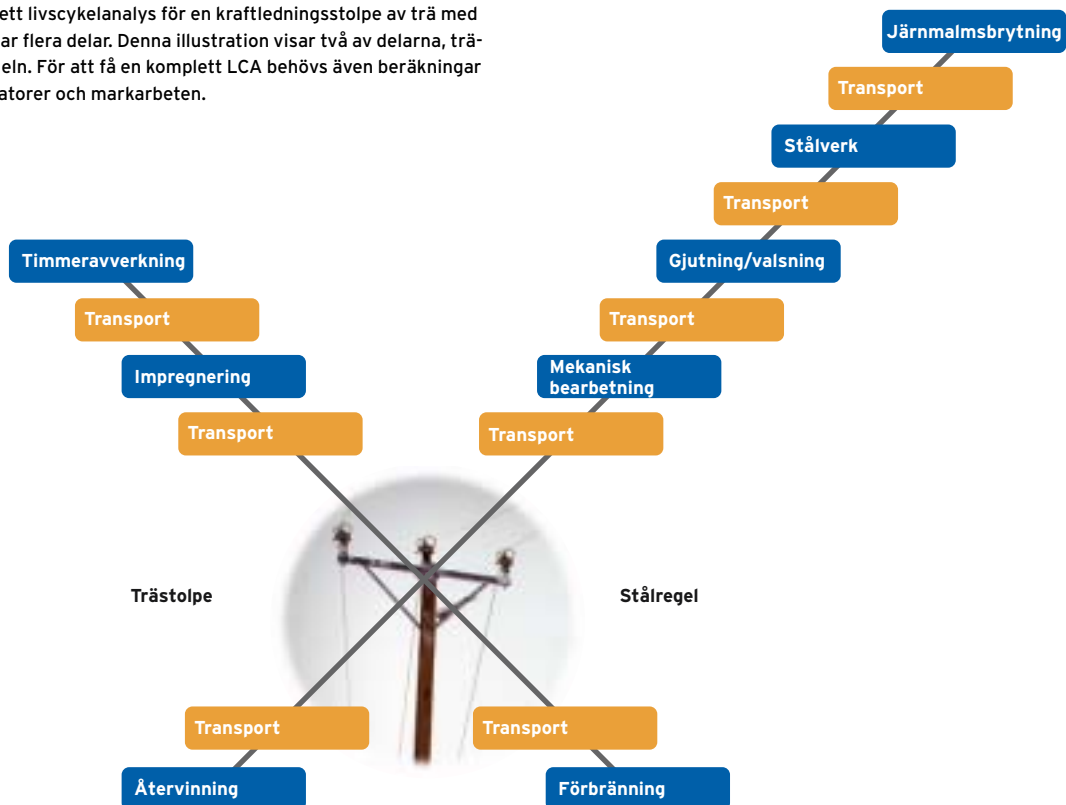 ett livscykelanalys för en kraftledningsstolpe av trä med
ar flera delar. Denna illustration visar två av delarna, trä-
eln. För att få en komplett LCA behövs även beräkningar
atorer och markarbeten.
Järnmalmsbrytning
Transport
Stålverk
Transport
Timmeravverkning
Gjutning/valsning
Transport
Transport
Impregnering
Mekanisk
bearbetning
Transport
Transport
Trästolpe
Stålregel
Transport
Transport
Återvinning
Förbränning